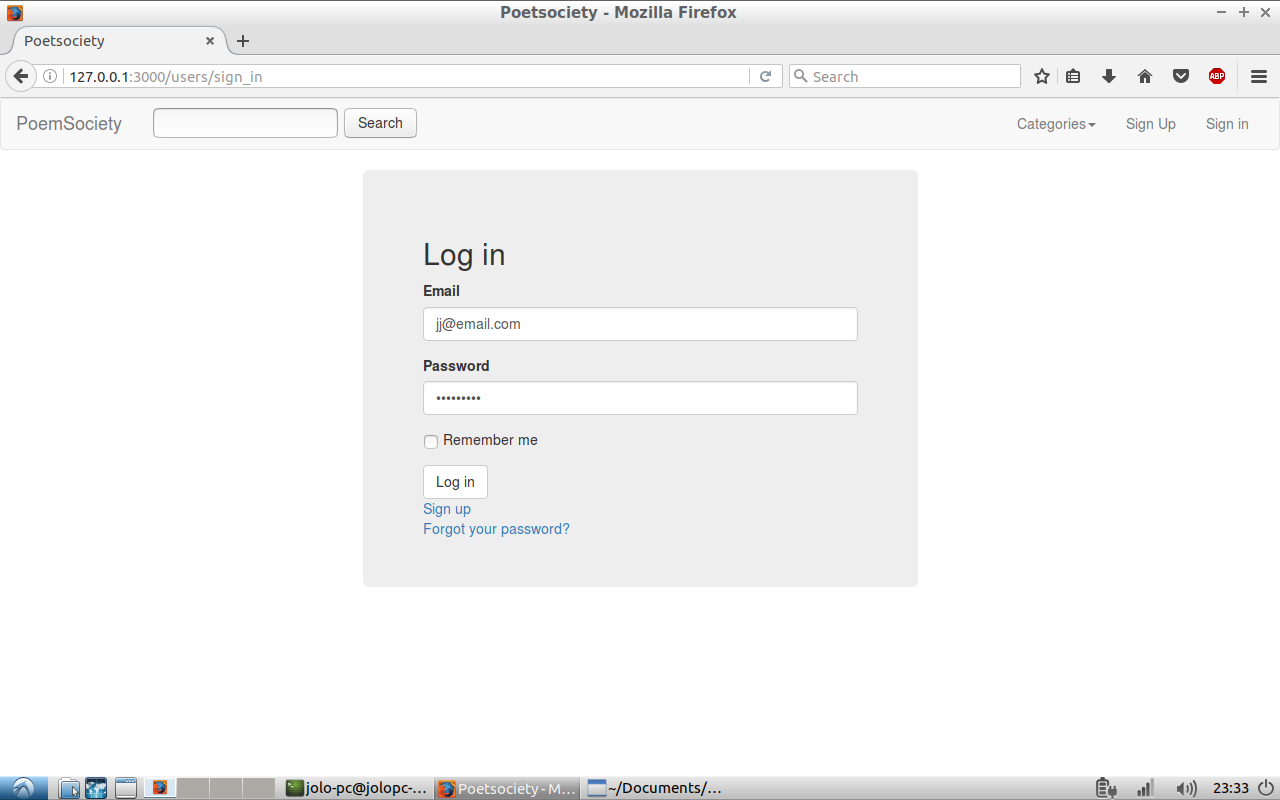 Poetsociety - Mozilla Firefox
Poetsociety
127.0.0.1:3000/users/sign_in
Search
ABP
PoemSociety
Search
Categories
Sign Up
Sign in
Log in
Email
jj@email.com
Password
•••••••••
Remember me
Log in
Sign up
Forgot your password?
jolo-pc@jolopc-...
Poetsociety - M...
~/Documents/...
23:33